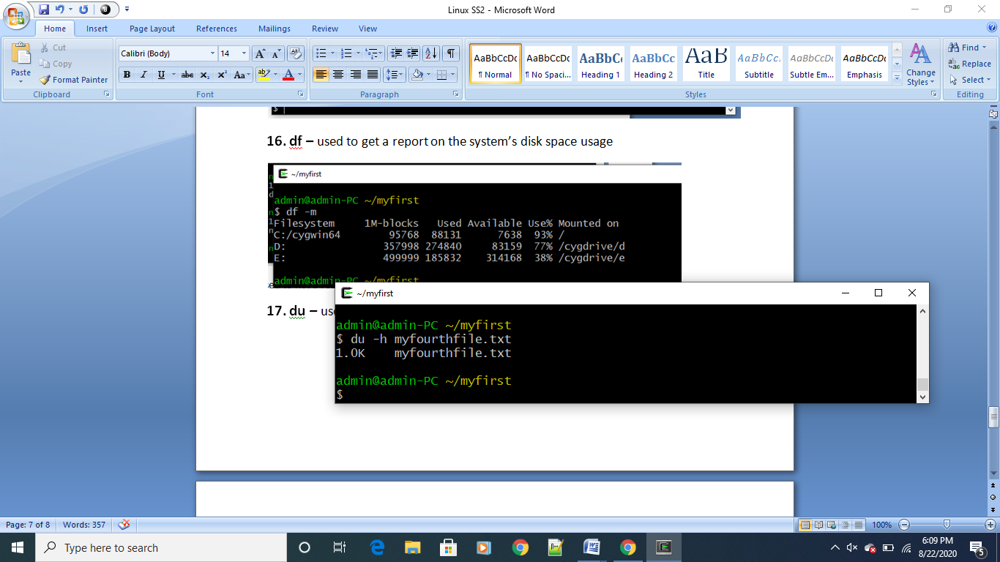 Linux SS2 - Microsoft Word
Home Insert Page Layout References Mailings Review View
Paste
Cut
Copy
Format Painter
Clipboard
Calibri (Body) 14
Font
Paragraph
AaBbCcDc AaBbCcDc AaBbC AaBbCc AaB AaBbCc. AaBbCcDc AaBbCcDc
¶ Normal ¶ No Spaci... Heading 1 Heading 2 Title Subtitle Subtle Em... Emphasis
Change Styles
Styles
Find
Replace
Select
Editing
$
16. df – used to get a report on the system’s disk space usage
~/myfirst
admin@admin-PC ~/myfirst
$ df -m
Filesystem 1M-blocks Used Available Use% Mounted on
C:/cygwin64 95768 88131 7638 93% /
D: 357998 274840 83159 77% /cygdrive/d
E: 499999 185832 314168 38% /cygdrive/e
admin@admin-PC ~/myfirst
17. du – use
~/myfirst
admin@admin-PC ~/myfirst
$ du -h myfourthfile.txt
1.0K myfourthfile.txt
admin@admin-PC ~/myfirst
$
Page: 7 of 8 Words: 357 100%
Type here to search
6:09 PM
8/22/2020
5